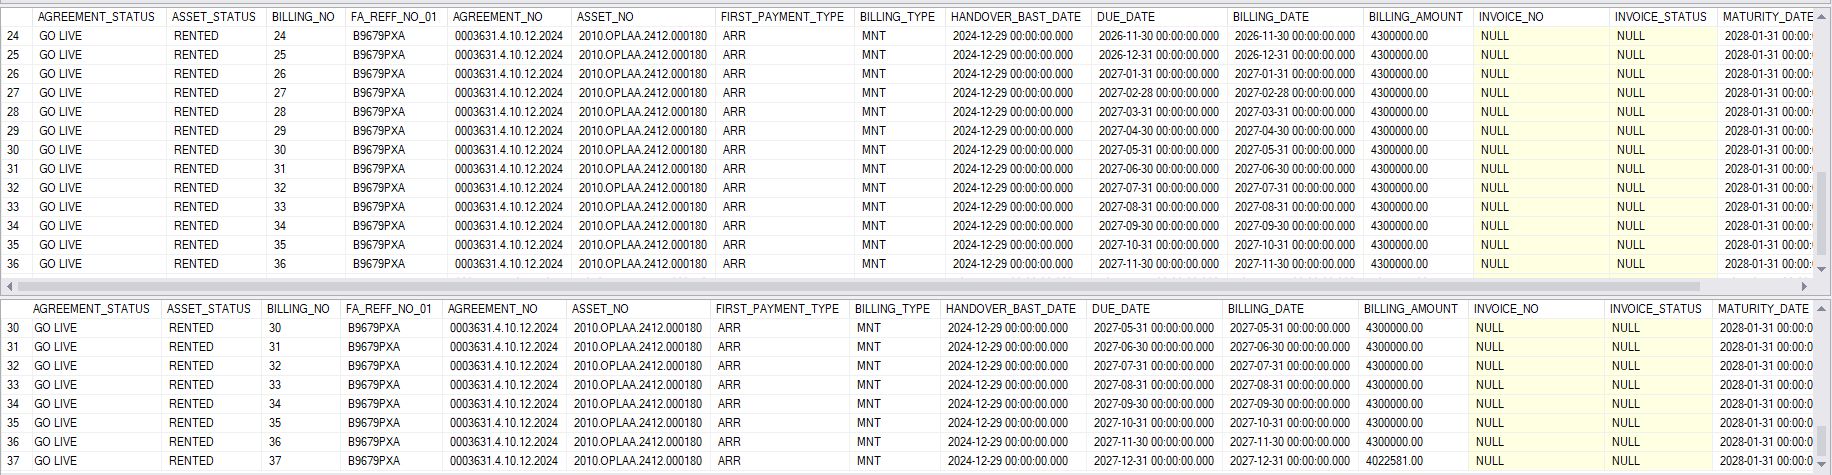 AGREEMENT_STATUS ASSET_STATUS BILLING_NO FA_REFF_NO_01 AGREEMENT_NO ASSET_NO FIRST_PAYMENT_TYPE BILLING_TYPE HANDOVER_BAST_DATE DUE_DATE BILLING_DATE BILLING_AMOUNT INVOICE_NO INVOICE_STATUS MATURITY_DATE
24 GO LIVE RENTED 24 B9679PXA 0003631.4.10.12.2024 2010.OPLAA.2412.000180 ARR MNT 2024-12-29 00:00:00.000 2026-11-30 00:00:00.000 2026-11-30 00:00:00.000 4300000.00 NULL NULL 2028-01-31 00:00:
25 GO LIVE RENTED 25 B9679PXA 0003631.4.10.12.2024 2010.OPLAA.2412.000180 ARR MNT 2024-12-29 00:00:00.000 2026-12-31 00:00:00.000 2026-12-31 00:00:00.000 4300000.00 NULL NULL 2028-01-31 00:00:
26 GO LIVE RENTED 26 B9679PXA 0003631.4.10.12.2024 2010.OPLAA.2412.000180 ARR MNT 2024-12-29 00:00:00.000 2027-01-31 00:00:00.000 2027-01-31 00:00:00.000 4300000.00 NULL NULL 2028-01-31 00:00:
27 GO LIVE RENTED 27 B9679PXA 0003631.4.10.12.2024 2010.OPLAA.2412.000180 ARR MNT 2024-12-29 00:00:00.000 2027-02-28 00:00:00.000 2027-02-28 00:00:00.000 4300000.00 NULL NULL 2028-01-31 00:00:
28 GO LIVE RENTED 28 B9679PXA 0003631.4.10.12.2024 2010.OPLAA.2412.000180 ARR MNT 2024-12-29 00:00:00.000 2027-03-31 00:00:00.000 2027-03-31 00:00:00.000 4300000.00 NULL NULL 2028-01-31 00:00:
29 GO LIVE RENTED 29 B9679PXA 0003631.4.10.12.2024 2010.OPLAA.2412.000180 ARR MNT 2024-12-29 00:00:00.000 2027-04-30 00:00:00.000 2027-04-30 00:00:00.000 4300000.00 NULL NULL 2028-01-31 00:00:
30 GO LIVE RENTED 30 B9679PXA 0003631.4.10.12.2024 2010.OPLAA.2412.000180 ARR MNT 2024-12-29 00:00:00.000 2027-05-31 00:00:00.000 2027-05-31 00:00:00.000 4300000.00 NULL NULL 2028-01-31 00:00:
31 GO LIVE RENTED 31 B9679PXA 0003631.4.10.12.2024 2010.OPLAA.2412.000180 ARR MNT 2024-12-29 00:00:00.000 2027-06-30 00:00:00.000 2027-06-30 00:00:00.000 4300000.00 NULL NULL 2028-01-31 00:00:
32 GO LIVE RENTED 32 B9679PXA 0003631.4.10.12.2024 2010.OPLAA.2412.000180 ARR MNT 2024-12-29 00:00:00.000 2027-07-31 00:00:00.000 2027-07-31 00:00:00.000 4300000.00 NULL NULL 2028-01-31 00:00:
33 GO LIVE RENTED 33 B9679PXA 0003631.4.10.12.2024 2010.OPLAA.2412.000180 ARR MNT 2024-12-29 00:00:00.000 2027-08-31 00:00:00.000 2027-08-31 00:00:00.000 4300000.00 NULL NULL 2028-01-31 00:00:
34 GO LIVE RENTED 34 B9679PXA 0003631.4.10.12.2024 2010.OPLAA.2412.000180 ARR MNT 2024-12-29 00:00:00.000 2027-09-30 00:00:00.000 2027-09-30 00:00:00.000 4300000.00 NULL NULL 2028-01-31 00:00:
35 GO LIVE RENTED 35 B9679PXA 0003631.4.10.12.2024 2010.OPLAA.2412.000180 ARR MNT 2024-12-29 00:00:00.000 2027-10-31 00:00:00.000 2027-10-31 00:00:00.000 4300000.00 NULL NULL 2028-01-31 00:00:
36 GO LIVE RENTED 36 B9679PXA 0003631.4.10.12.2024 2010.OPLAA.2412.000180 ARR MNT 2024-12-29 00:00:00.000 2027-11-30 00:00:00.000 2027-11-30 00:00:00.000 4300000.00 NULL NULL 2028-01-31 00:00:
AGREEMENT_STATUS ASSET_STATUS BILLING_NO FA_REFF_NO_01 AGREEMENT_NO ASSET_NO FIRST_PAYMENT_TYPE BILLING_TYPE HANDOVER_BAST_DATE DUE_DATE BILLING_DATE BILLING_AMOUNT INVOICE_NO INVOICE_STATUS MATURITY_DATE
30 GO LIVE RENTED 30 B9679PXA 0003631.4.10.12.2024 2010.OPLAA.2412.000180 ARR MNT 2024-12-29 00:00:00.000 2027-05-31 00:00:00.000 2027-05-31 00:00:00.000 4300000.00 NULL NULL 2028-01-31 00:00:0
31 GO LIVE RENTED 31 B9679PXA 0003631.4.10.12.2024 2010.OPLAA.2412.000180 ARR MNT 2024-12-29 00:00:00.000 2027-06-30 00:00:00.000 2027-06-30 00:00:00.000 4300000.00 NULL NULL 2028-01-31 00:00:0
32 GO LIVE RENTED 32 B9679PXA 0003631.4.10.12.2024 2010.OPLAA.2412.000180 ARR MNT 2024-12-29 00:00:00.000 2027-07-31 00:00:00.000 2027-07-31 00:00:00.000 4300000.00 NULL NULL 2028-01-31 00:00:0
33 GO LIVE RENTED 33 B9679PXA 0003631.4.10.12.2024 2010.OPLAA.2412.000180 ARR MNT 2024-12-29 00:00:00.000 2027-08-31 00:00:00.000 2027-08-31 00:00:00.000 4300000.00 NULL NULL 2028-01-31 00:00:0
34 GO LIVE RENTED 34 B9679PXA 0003631.4.10.12.2024 2010.OPLAA.2412.000180 ARR MNT 2024-12-29 00:00:00.000 2027-09-30 00:00:00.000 2027-09-30 00:00:00.000 4300000.00 NULL NULL 2028-01-31 00:00:0
35 GO LIVE RENTED 35 B9679PXA 0003631.4.10.12.2024 2010.OPLAA.2412.000180 ARR MNT 2024-12-29 00:00:00.000 2027-10-31 00:00:00.000 2027-10-31 00:00:00.000 4300000.00 NULL NULL 2028-01-31 00:00:0
36 GO LIVE RENTED 36 B9679PXA 0003631.4.10.12.2024 2010.OPLAA.2412.000180 ARR MNT 2024-12-29 00:00:00.000 2027-11-30 00:00:00.000 2027-11-30 00:00:00.000 4300000.00 NULL NULL 2028-01-31 00:00:0
37 GO LIVE RENTED 37 B9679PXA 0003631.4.10.12.2024 2010.OPLAA.2412.000180 ARR MNT 2024-12-29 00:00:00.000 2027-12-31 00:00:00.000 2027-12-31 00:00:00.000 4022581.00 NULL NULL 2028-01-31 00:00:0